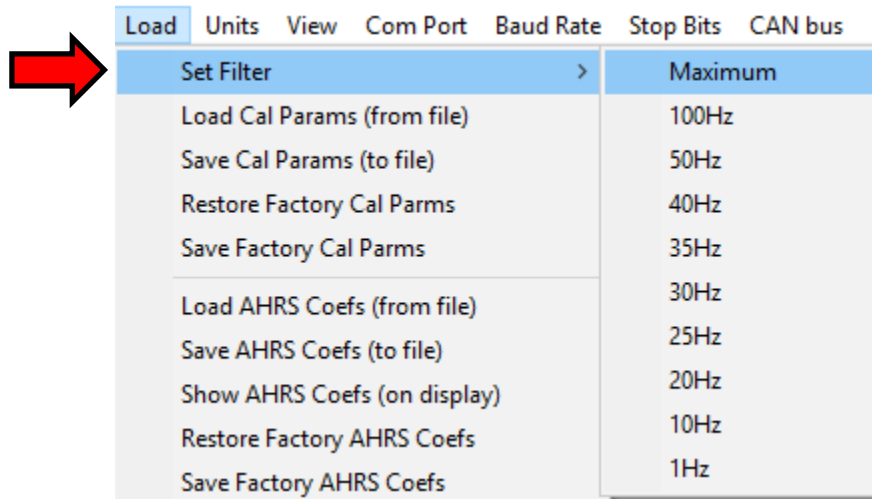 Load Units View Com Port Baud Rate Stop Bits CAN bus
Set Filter >
Load Cal Params (from file)
Save Cal Params (to file)
Restore Factory Cal Parms
Save Factory Cal Parms
Load AHRS Coefs (from file)
Save AHRS Coefs (to file)
Show AHRS Coefs (on display)
Restore Factory AHRS Coefs
Save Factory AHRS Coefs
Maximum
100Hz
50Hz
40Hz
35Hz
30Hz
25Hz
20Hz
10Hz
1Hz